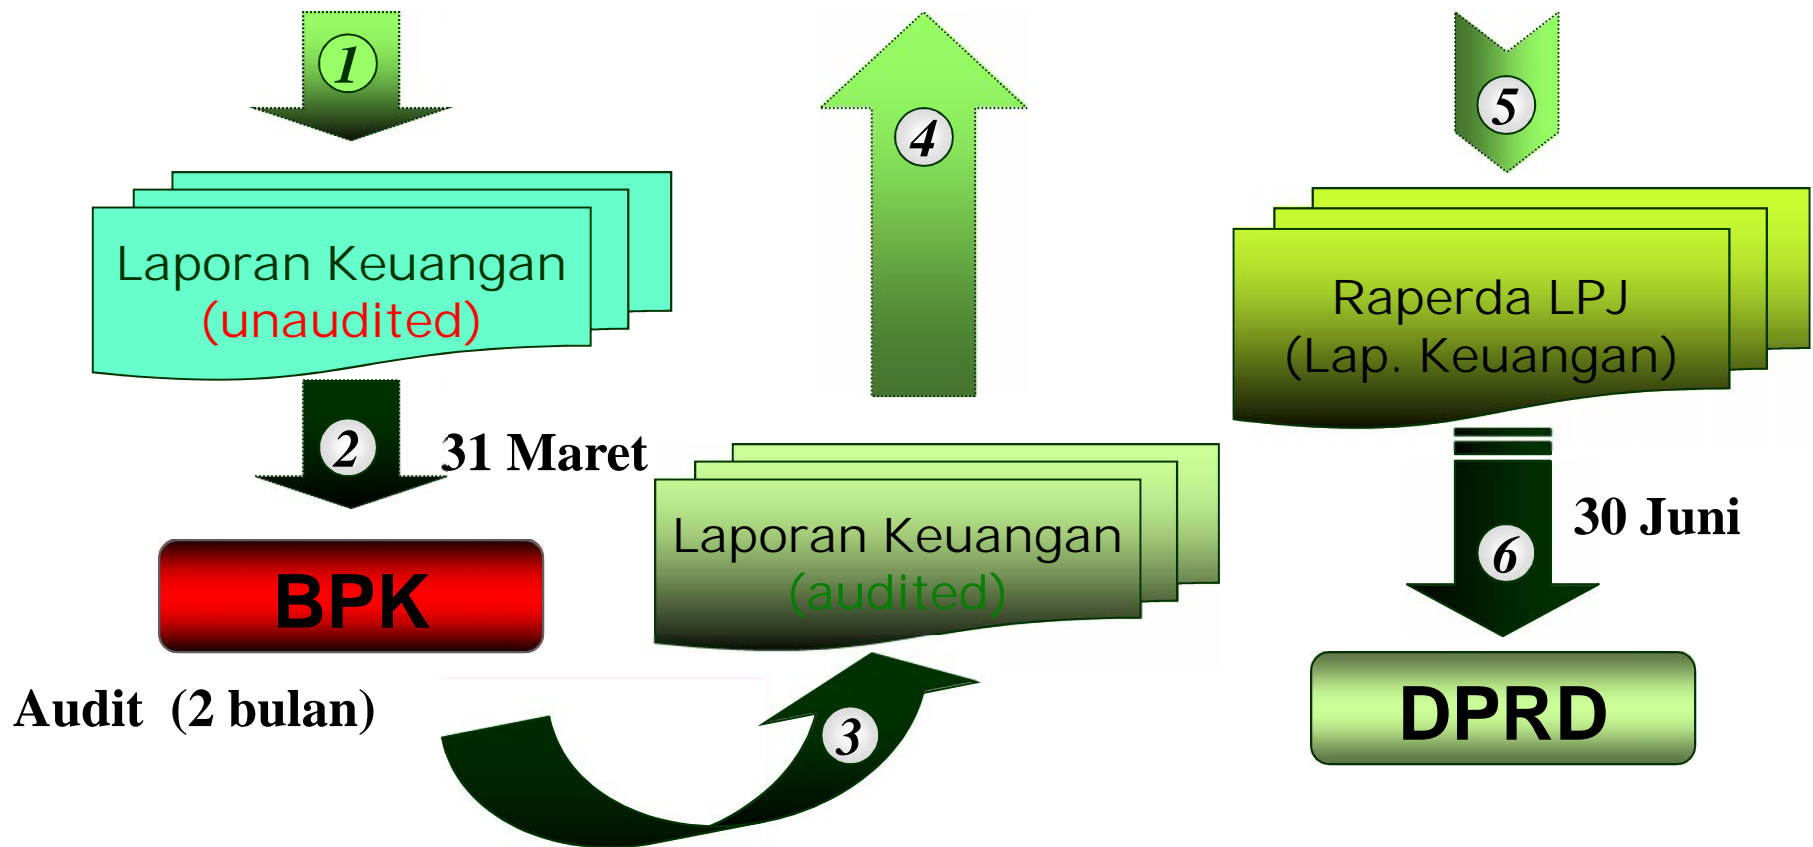 1
Laporan Keuangan
(unaudited)
2
31 Maret
BPK
Audit (2 bulan)
3
Laporan Keuangan
(audited)
4
5
Raperda LPJ
(Lap. Keuangan)
6
30 Juni
DPRD